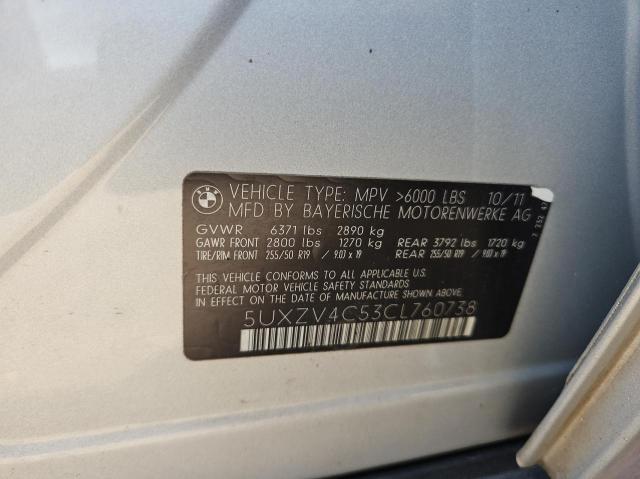 BMW
VEHICLE TYPE: MPV >6000 LBS 10/11
MFD BY BAYERISCHE MOTORENWERKE AG
GVWR 6371 lbs 2890 kg
GAWR FRONT 2800 lbs 1270 kg REAR 3792 lbs 1720 kg
TIRE/RIM FRONT 255/50 R19 / 9.0J x 19 REAR 255/50 R19 / 9.0J x 19
THIS VEHICLE CONFORMS TO ALL APPLICABLE U.S.
FEDERAL MOTOR VEHICLE SAFETY STANDARDS
IN EFFECT ON THE DATE OF MANUFACTURE SHOWN ABOVE.
5UXZV4C53CL760738